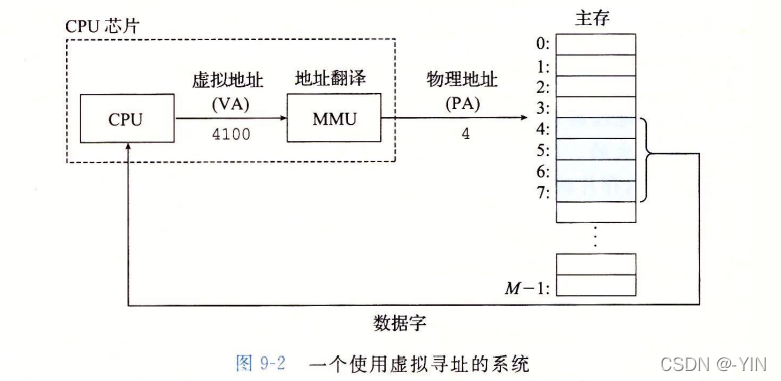 CPU 芯片
主存
虚拟地址
(VA)
地址翻译
物理地址
(PA)
CPU
4100
MMU
4
0:
1:
2:
3:
4:
5:
6:
7:
⋮
M−1:
数据字
图 9-2 一个使用虚拟寻址的系统
CSDN @-YIN